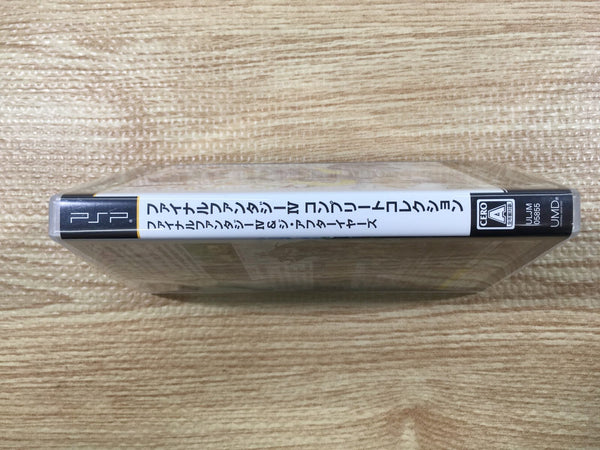 PSP
ファイナルファンタジーIV コンプリートコレクション
ファイナルファンタジーIV & ジ・アフターイヤーズ
CERO
A
ULJM
05855
UMD